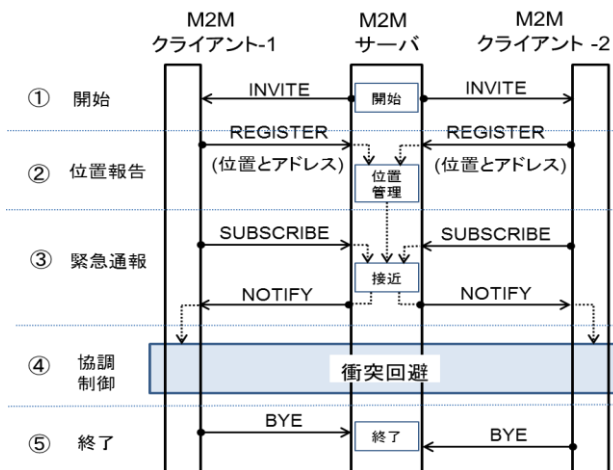 M2M
クライアント-1
M2M
サーバ
M2M
クライアント -2
① 開始
INVITE
開始
INVITE
② 位置報告
REGISTER
(位置とアドレス)
位置
管理
REGISTER
(位置とアドレス)
③ 緊急通報
SUBSCRIBE
SUBSCRIBE
接近
NOTIFY
NOTIFY
④ 協調
制御
衝突回避
⑤ 終了
BYE
終了
BYE